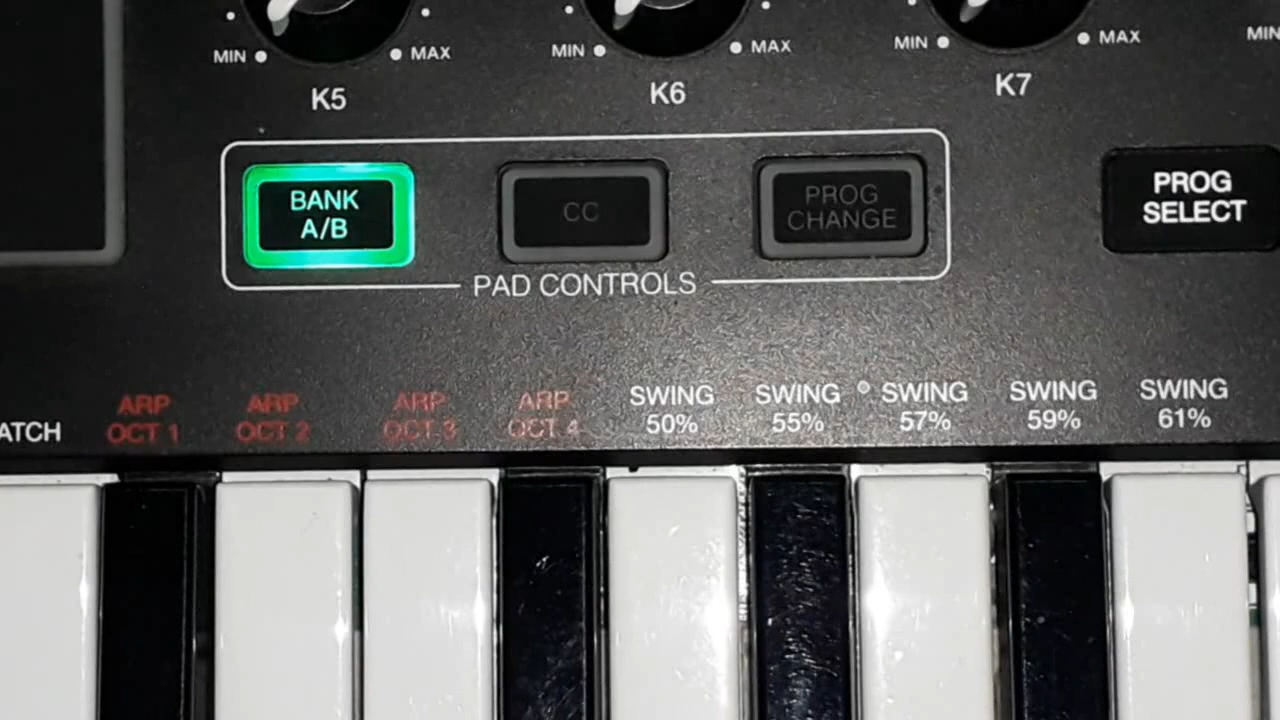 MIN MAX MIN MAX MIN MAX MIN
K5 K6 K7
BANK
A/B
CC
PROG
CHANGE
PROG
SELECT
PAD CONTROLS
ATCH
ARP
OCT 1
ARP
OCT 2
ARP
OCT 3
ARP
OCT 4
SWING
50%
SWING
55%
SWING
57%
SWING
59%
SWING
61%